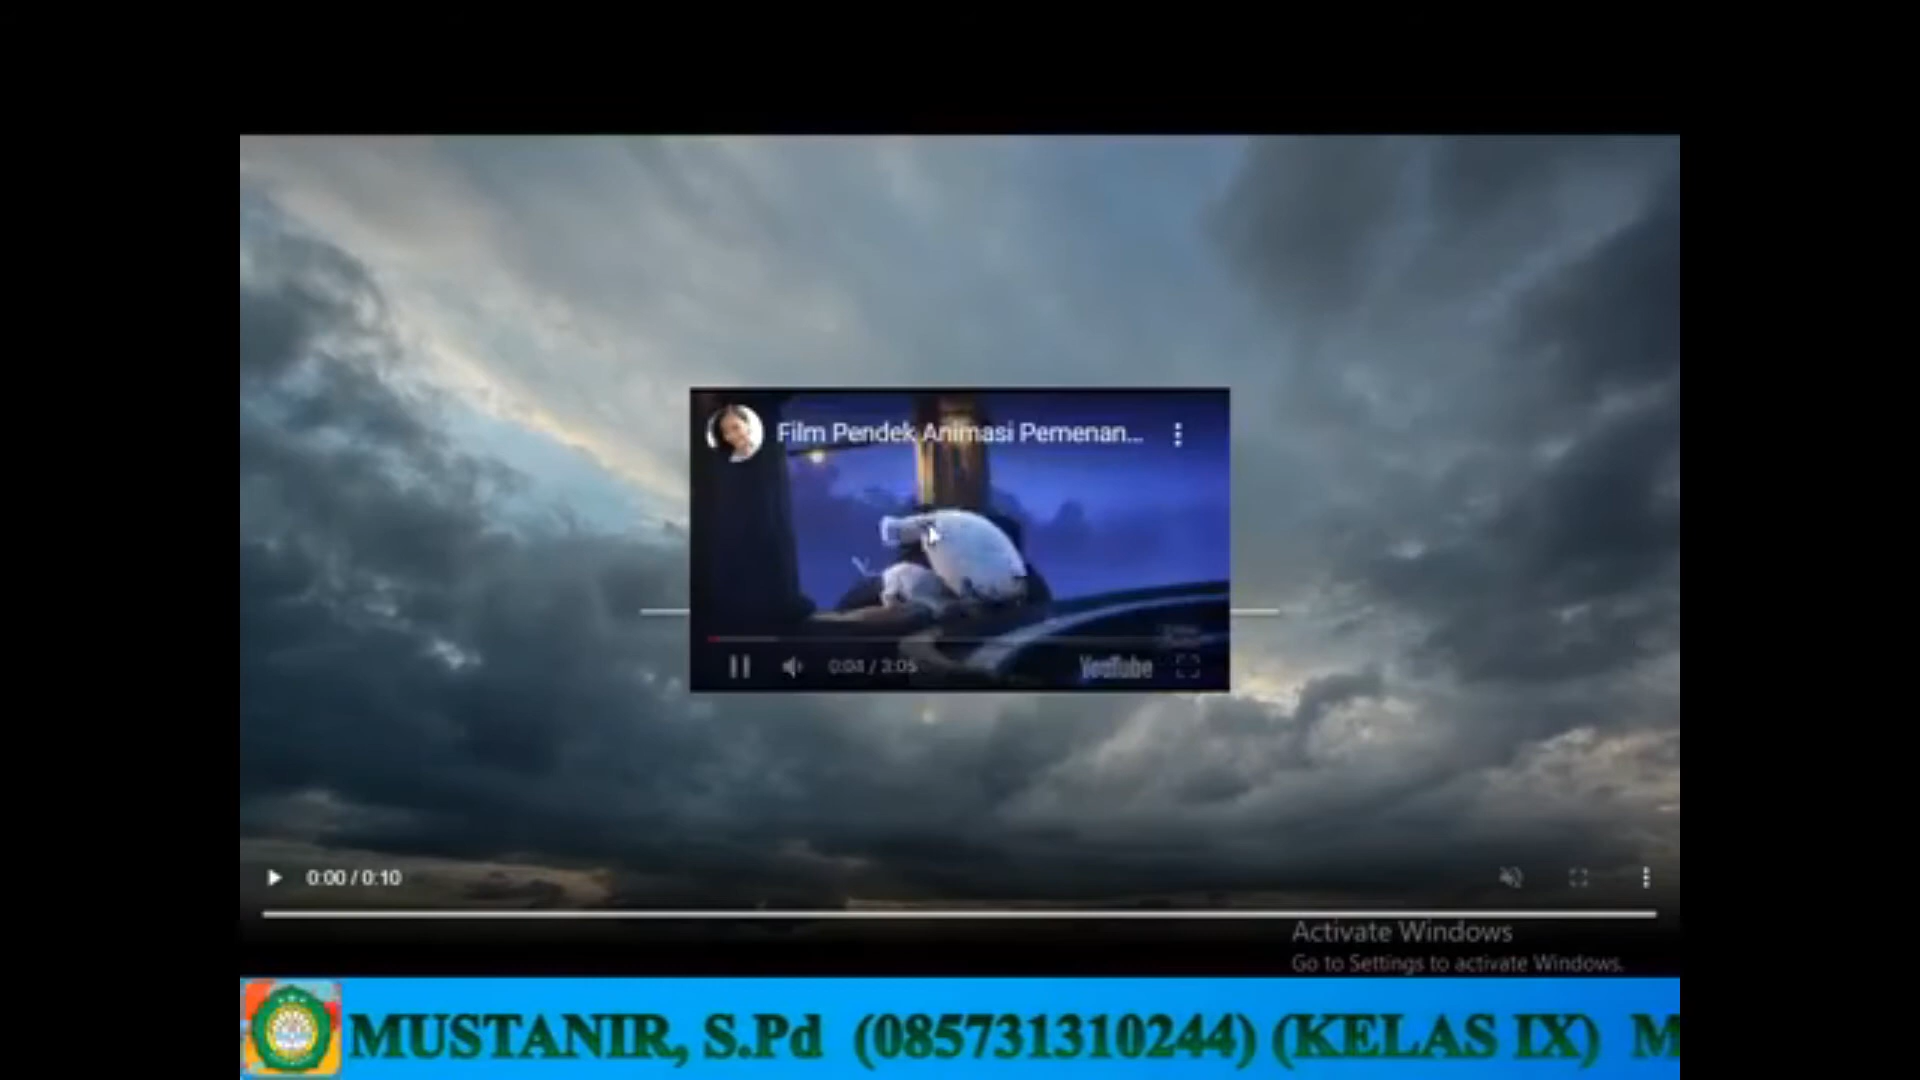 Film Pendek Animasi Pemenan...
0:04 / 3:05
YouTube
0:00 / 0:10
Activate Windows
Go to Settings to activate Windows.
MUSTANIR, S.Pd (085731310244) (KELAS IX) M